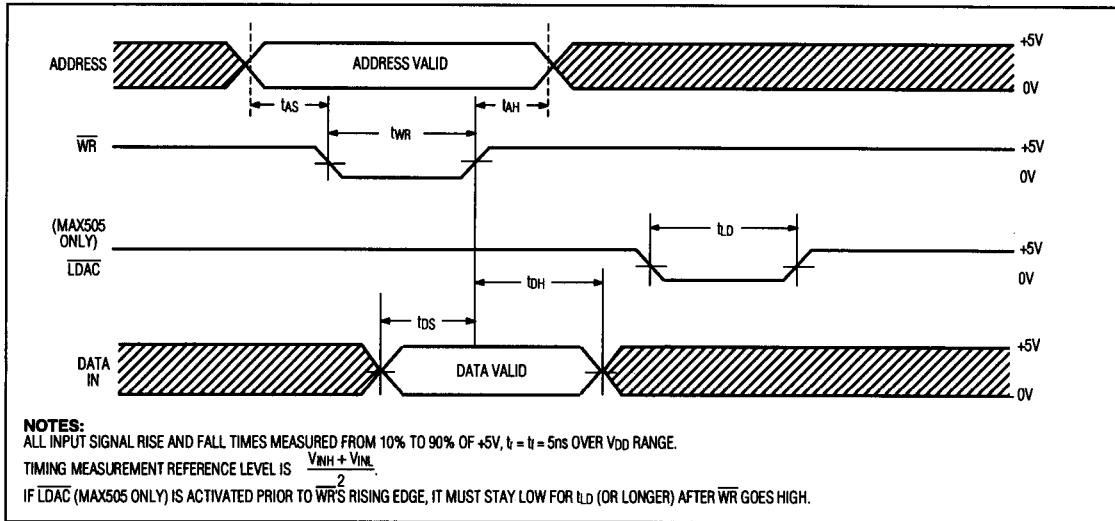 ADDRESS
ADDRESS VALID
+5V
0V
tAS
tAH
tWR
WR
+5V
0V
(MAX505
ONLY)
LDAC
tLD
+5V
0V
tDH
tDS
DATA
IN
DATA VALID
+5V
0V
NOTES:
ALL INPUT SIGNAL RISE AND FALL TIMES MEASURED FROM 10% TO 90% OF +5V, tr = tf = 5ns OVER VDD RANGE.
TIMING MEASUREMENT REFERENCE LEVEL IS VINH + VINL / 2.
IF LDAC (MAX505 ONLY) IS ACTIVATED PRIOR TO WR'S RISING EDGE, IT MUST STAY LOW FOR tLD (OR LONGER) AFTER WR GOES HIGH.